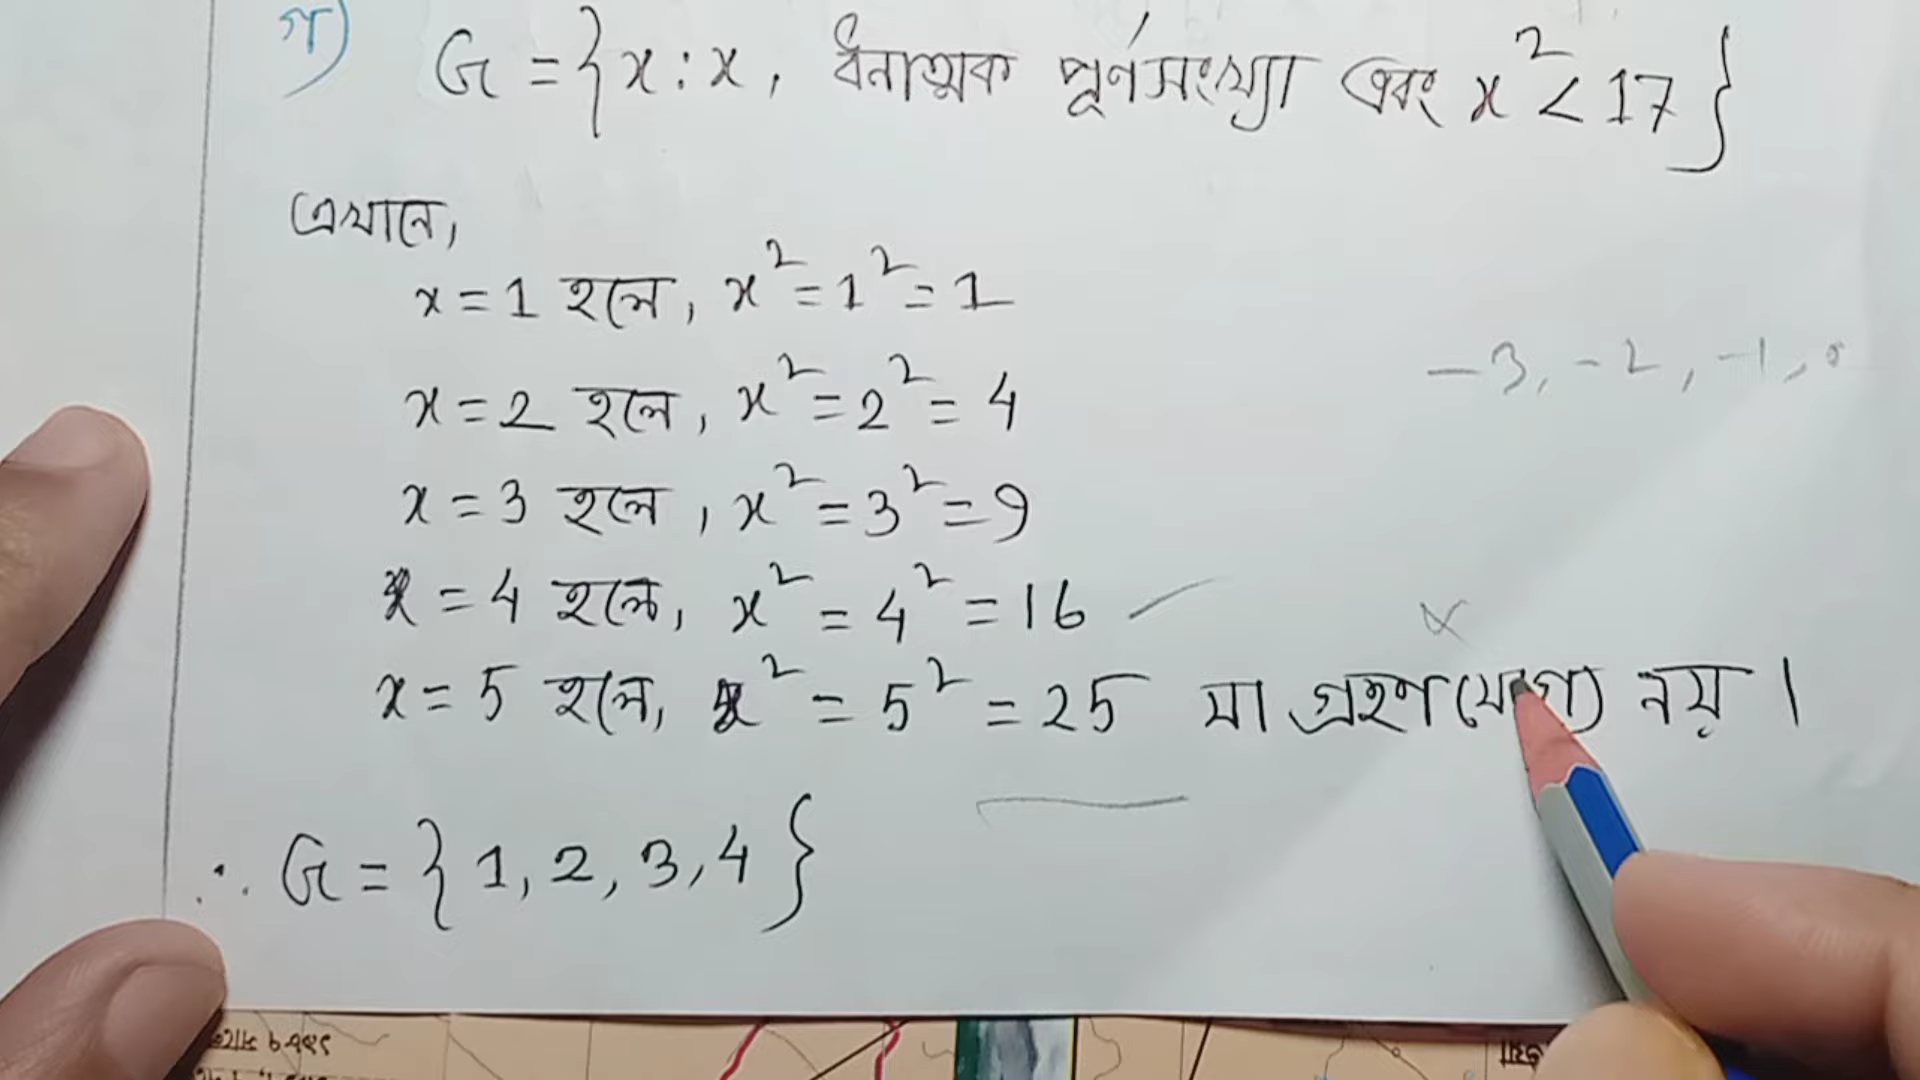 গ) G = {x : x, ধনাত্মক পূর্ণসংখ্যা এবং x² < 17}
এখানে,
x = 1 হলে, x² = 1² = 1
x = 2 হলে, x² = 2² = 4
-3, -2, -1, 0
x = 3 হলে, x² = 3² = 9
x = 4 হলে, x² = 4² = 16
x = 5 হলে, x² = 5² = 25 যা গ্রহণযোগ্য নয়।
∴ G = {1, 2, 3, 4}